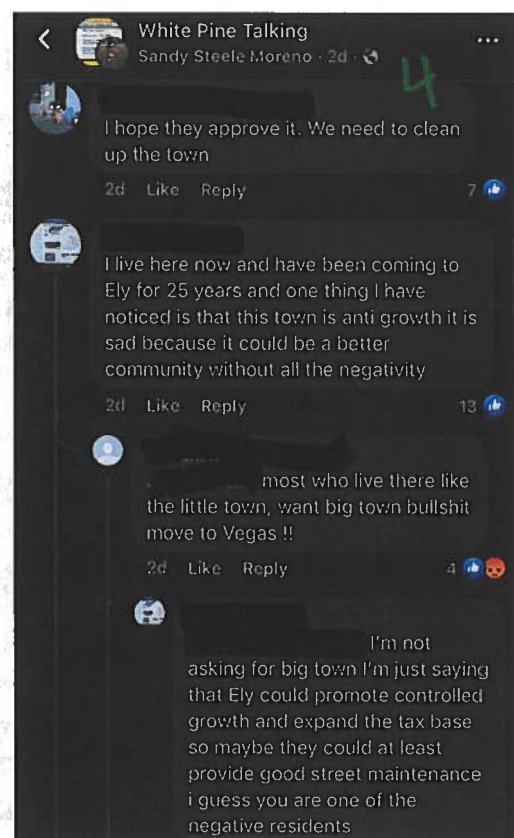 White Pine Talking
Sandy Steele Moreno · 2d ·
4
I hope they approve it. We need to clean
up the town
2d Like Reply 7
I live here now and have been coming to
Ely for 25 years and one thing I have
noticed is that this town is anti growth it is
sad because it could be a better
community without all the negativity
2d Like Reply 13
most who live there like
the little town, want big town bullshit
move to Vegas !!
2d Like Reply 4
I'm not
asking for big town I'm just saying
that Ely could promote controlled
growth and expand the tax base
so maybe they could at least
provide good street maintenance
i guess you are one of the
negative residents